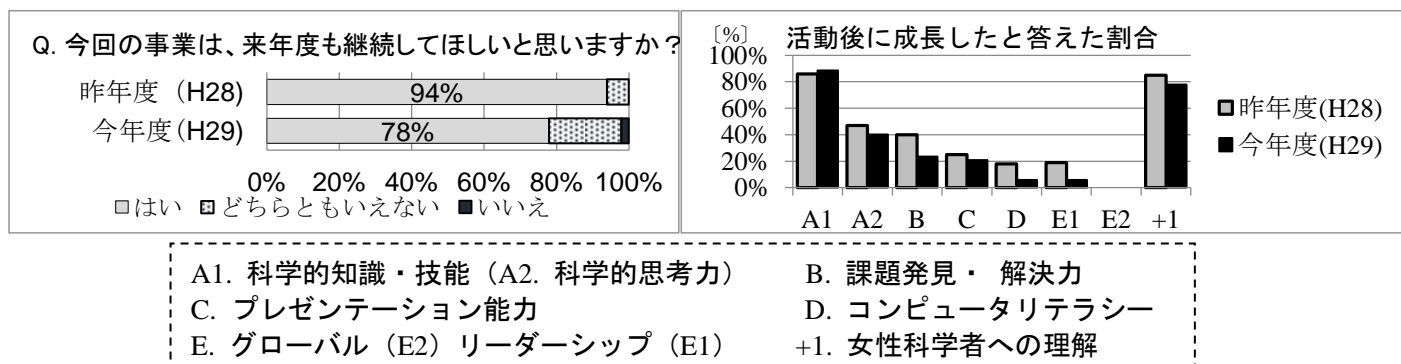 Q. 今回の事業は、来年度も継続してほしいと思いますか？
昨年度（H28)
94%
今年度(H29)
78%
0% 20% 40% 60% 80% 100%
はい どちらともいえない いいえ
〔%〕 活動後に成長したと答えた割合
100%
80%
60%
40%
20%
0%
A1 A2 B C D E1 E2 +1
昨年度(H28)
今年度(H29)
A1. 科学的知識・技能（A2. 科学的思考力） B. 課題発見・ 解決力
C. プレゼンテーション能力 D. コンピュータリテラシー
E. グローバル（E2）リーダーシップ（E1） +1. 女性科学者への理解